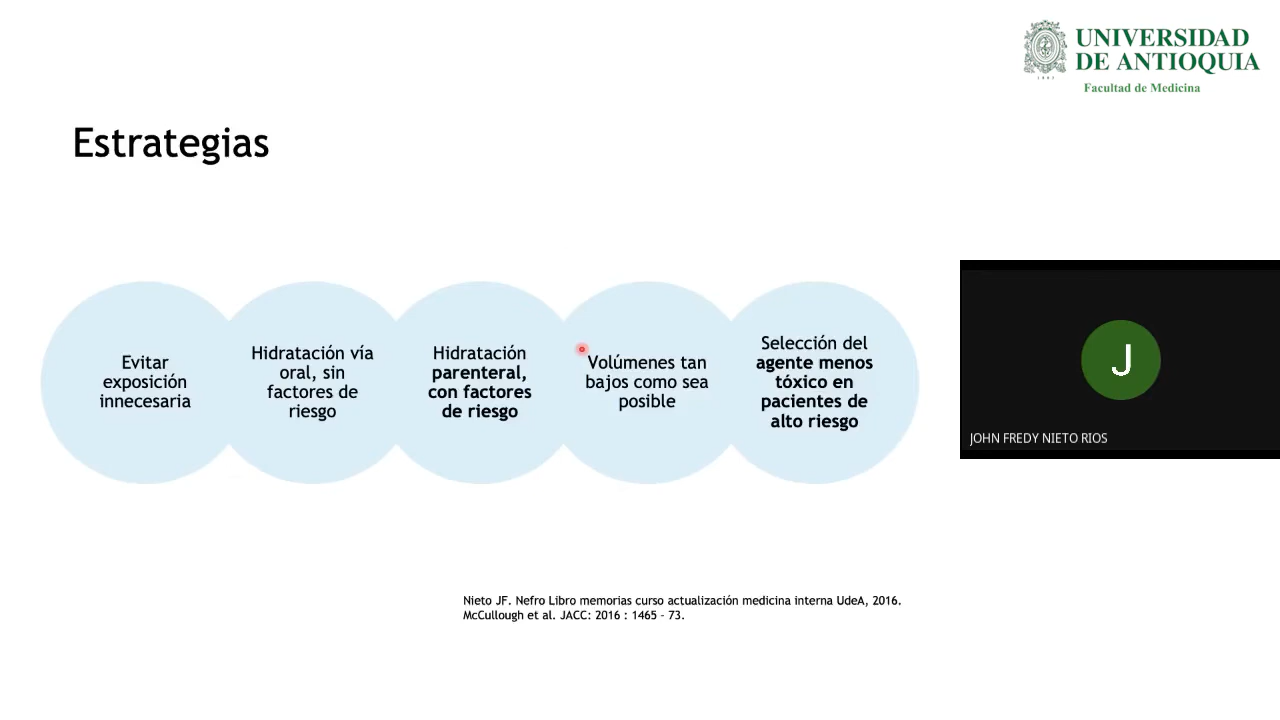 UNIVERSIDAD
DE ANTIOQUIA
1803
Facultad de Medicina
Estrategias
Evitar
exposición
innecesaria
Hidratación vía
oral, sin
factores de
riesgo
Hidratación
parenteral,
con factores
de riesgo
Volúmenes tan
bajos como sea
posible
Selección del
agente menos
tóxico en
pacientes de
alto riesgo
J
JOHN FREDY NIETO RIOS
Nieto JF. Nefro Libro memorias curso actualización medicina interna UdeA, 2016.
McCullough et al. JACC: 2016 : 1465 - 73.